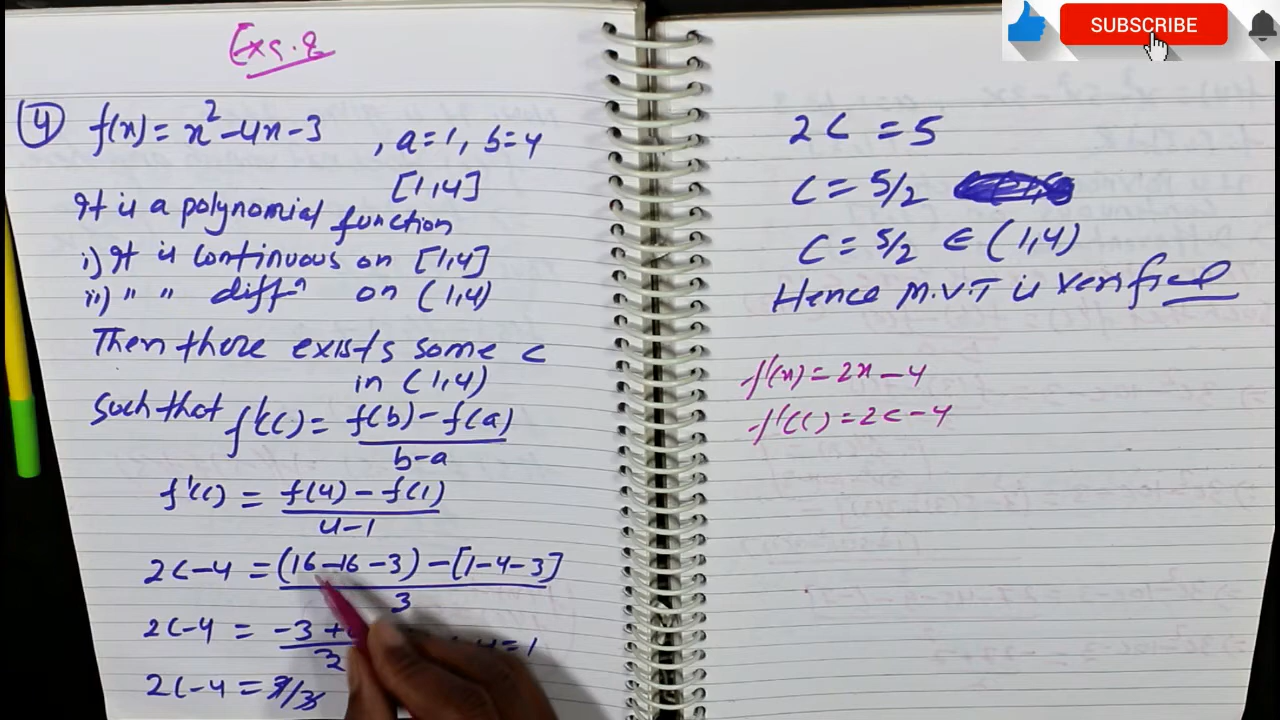 Exs.8
④ f(x) = x² - 4x - 3 , a=1, b=4
[1,4]
It is a polynomial function
i) It is continuous on [1,4]
ii) " " diffⁿ on (1,4)
Then there exists some c
in (1,4)
Such that f'(c) = f(b) - f(a) / b-a
f'(c) = f(4) - f(1) / 4-1
2c-4 = (16-16-3) - [1-4-3] / 3
2c-4 = -3 + / 3 = 1
2c-4 = 3/3
2c = 5
c = 5/2
c = 5/2 ∈ (1,4)
Hence M.V.T is verified
f'(x) = 2x - 4
f'(c) = 2c - 4
SUBSCRIBE